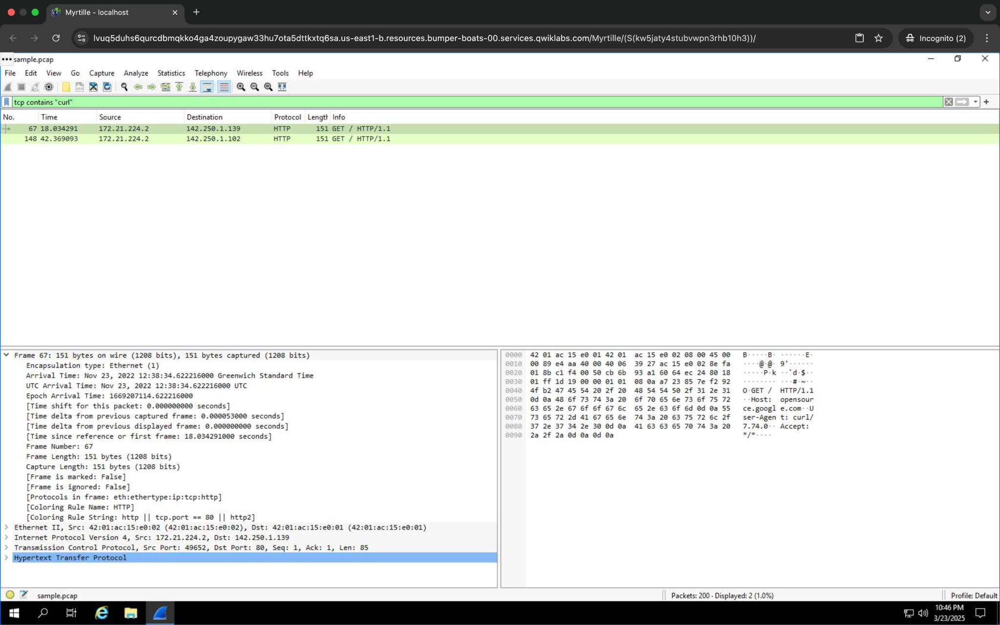 Myrtille - localhost
lvuq5duhs6qurcdbmqkko4ga4zoupygaw33hu7ota5dttkxtq6sa.us-east1-b.resources.bumper-boats-00.services.qwiklabs.com/Myrtille/(S(kw5jaty4stubvwpn3rhb10h3))/
Incognito (2)
sample.pcap
File Edit View Go Capture Analyze Statistics Telephony Wireless Tools Help
tcp contains "curl"
No. Time Source Destination Protocol Length Info
67 18.034291 172.21.224.2 142.250.1.139 HTTP 151 GET / HTTP/1.1
148 42.369093 172.21.224.2 142.250.1.102 HTTP 151 GET / HTTP/1.1
Frame 67: 151 bytes on wire (1208 bits), 151 bytes captured (1208 bits)
Encapsulation type: Ethernet (1)
Arrival Time: Nov 23, 2022 12:38:34.622216000 Greenwich Standard Time
UTC Arrival Time: Nov 23, 2022 12:38:34.622216000 UTC
Epoch Arrival Time: 1669207114.622216000
[Time shift for this packet: 0.000000000 seconds]
[Time delta from previous captured frame: 0.000053000 seconds]
[Time delta from previous displayed frame: 0.000000000 seconds]
[Time since reference or first frame: 18.034291000 seconds]
Frame Number: 67
Frame Length: 151 bytes (1208 bits)
Capture Length: 151 bytes (1208 bits)
[Frame is marked: False]
[Frame is ignored: False]
[Protocols in frame: eth:ethertype:ip:tcp:http]
[Coloring Rule Name: HTTP]
[Coloring Rule String: http || tcp.port == 80 || http2]
Ethernet II, Src: 42:01:ac:15:e0:02 (42:01:ac:15:e0:02), Dst: 42:01:ac:15:e0:01 (42:01:ac:15:e0:01)
Internet Protocol Version 4, Src: 172.21.224.2, Dst: 142.250.1.139
Transmission Control Protocol, Src Port: 49652, Dst Port: 80, Seq: 1, Ack: 1, Len: 85
Hypertext Transfer Protocol
0000 42 01 ac 15 e0 01 42 01 ac 15 e0 02 08 00 45 00 B·····B· ······E·
0010 00 89 e4 aa 40 00 40 06 39 27 ac 15 e0 02 8e fa ····@·@· 9'······
0020 01 8b c1 f4 00 50 cb 6b 93 a1 60 64 ec 24 80 18 ·····P·k ··`d·$··
0030 01 ff 1d 19 00 00 01 01 08 0a a7 23 85 7e f2 92 ········ ···#·~··
0040 4f b2 47 45 54 20 2f 20 48 54 54 50 2f 31 2e 31 O·GET / HTTP/1.1
0050 0d 0a 48 6f 73 74 3a 20 6f 70 65 6e 73 6f 75 72 ··Host: opensour
0060 63 65 2e 67 6f 6f 67 6c 65 2e 63 6f 6d 0d 0a 55 ce.googl e.com··U
0070 73 65 72 2d 41 67 65 6e 74 3a 20 63 75 72 6c 2f ser-Agen t: curl/
0080 37 2e 37 34 2e 30 0d 0a 41 63 63 65 70 74 3a 20 7.74.0·· Accept:
0090 2a 2f 2a 0d 0a 0d 0a */*····
sample.pcap
Packets: 200 · Displayed: 2 (1.0%)
Profile: Default
10:46 PM
3/23/2025